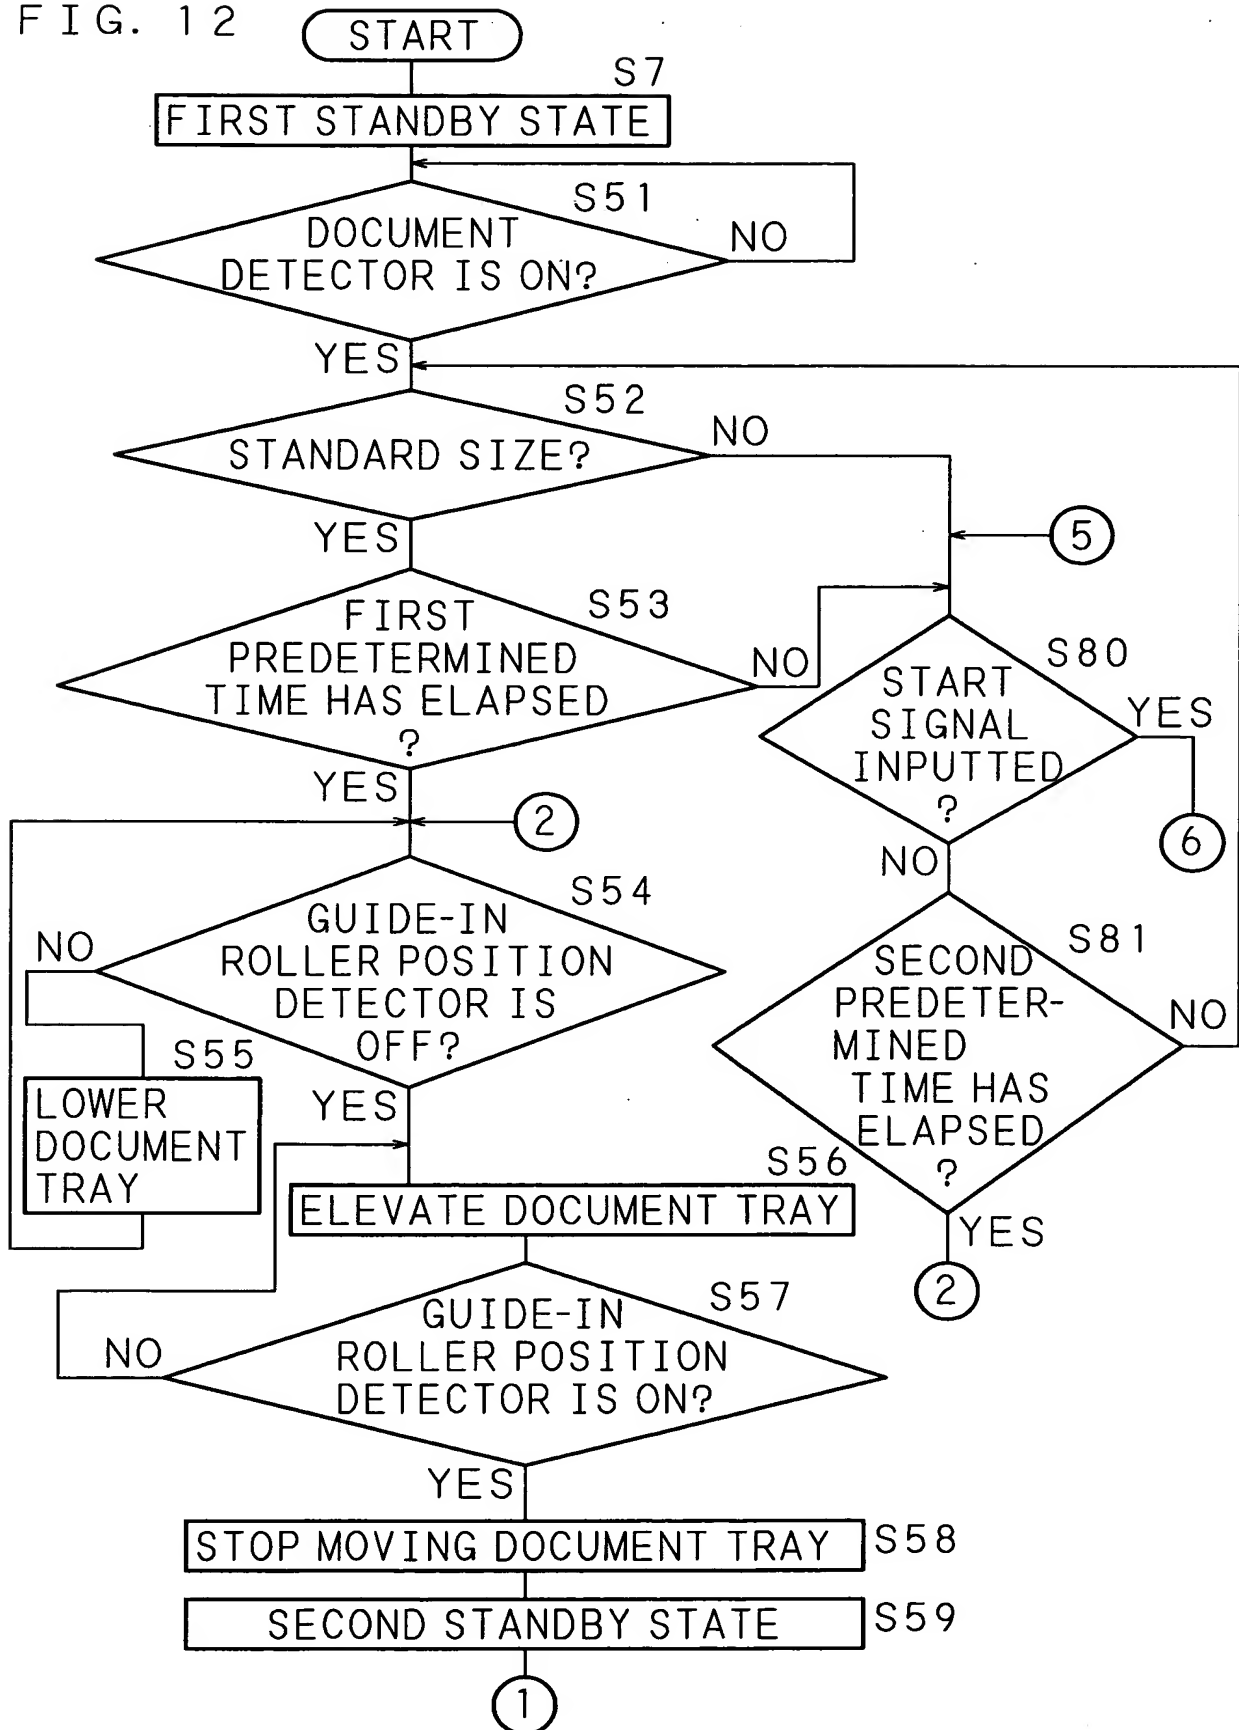 FIG. 12
START
S7
FIRST STANDBY STATE
S51
DOCUMENT
DETECTOR IS ON?
NO
YES
S52
STANDARD SIZE?
NO
YES
5
S53
FIRST
PREDETERMINED
TIME HAS ELAPSED
?
NO
YES
S80
START
SIGNAL
INPUTTED
?
YES
6
NO
2
S54
GUIDE-IN
ROLLER POSITION
DETECTOR IS
OFF?
NO
YES
S55
LOWER
DOCUMENT
TRAY
S81
SECOND
PREDETER-
MINED
TIME HAS
ELAPSED
?
NO
YES
2
S56
ELEVATE DOCUMENT TRAY
S57
GUIDE-IN
ROLLER POSITION
DETECTOR IS ON?
NO
YES
STOP MOVING DOCUMENT TRAY S58
SECOND STANDBY STATE S59
1